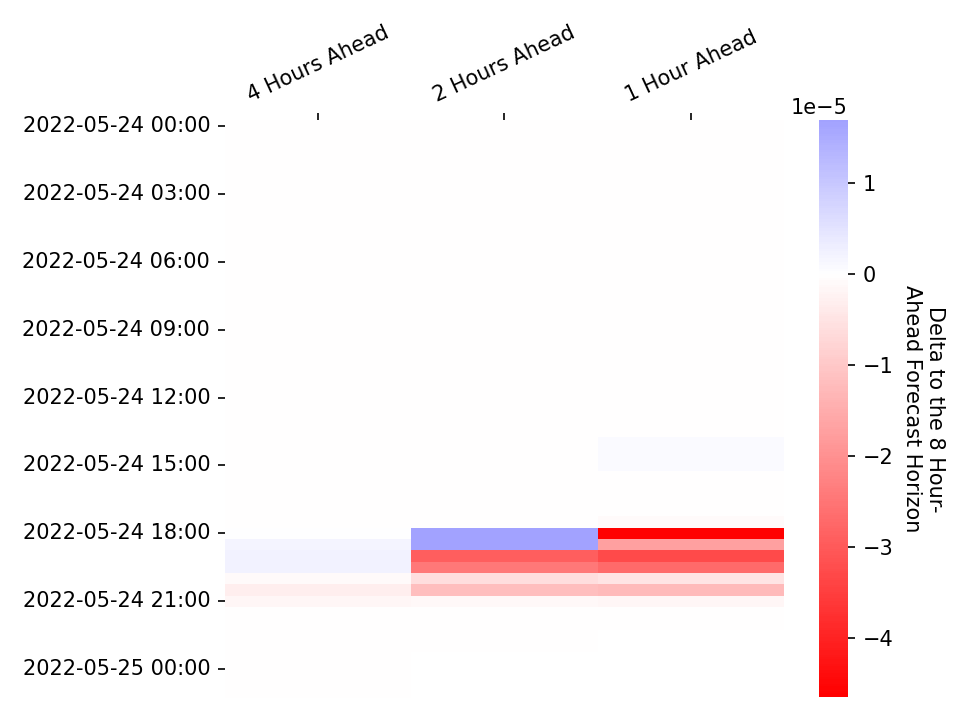 4 Hours Ahead
2 Hours Ahead
1 Hour Ahead
1e−5
2022-05-24 00:00
2022-05-24 03:00
2022-05-24 06:00
2022-05-24 09:00
2022-05-24 12:00
2022-05-24 15:00
2022-05-24 18:00
2022-05-24 21:00
2022-05-25 00:00
1
0
−1
−2
−3
−4
Delta to the 8 Hour-
Ahead Forecast Horizon